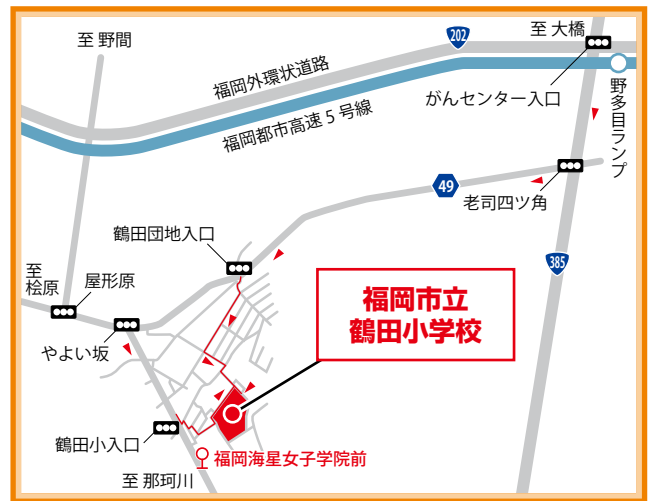 至 野間
202
至 大橋
福岡外環状道路
福岡都市高速5号線
がんセンター入口
野多目ランプ
49
老司四ツ角
鶴田団地入口
385
至
桧原
屋形原
福岡市立
鶴田小学校
やよい坂
鶴田小入口
福岡海星女子学院前
至 那珂川